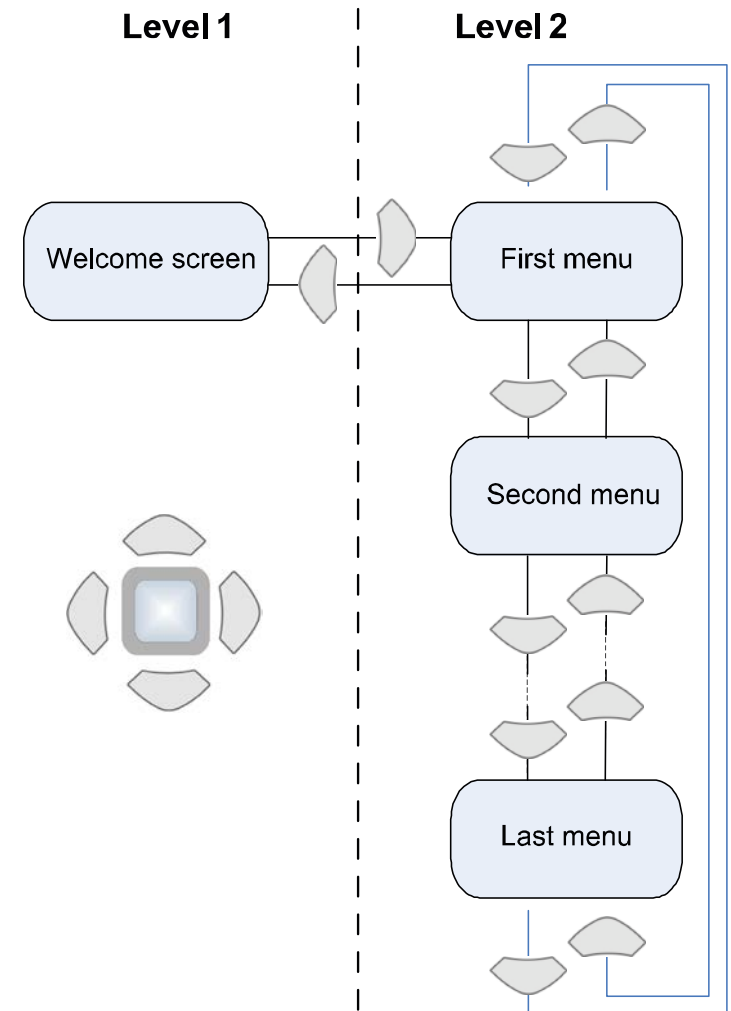 Level 1
Level 2
Welcome screen
First menu
Second menu
Last menu